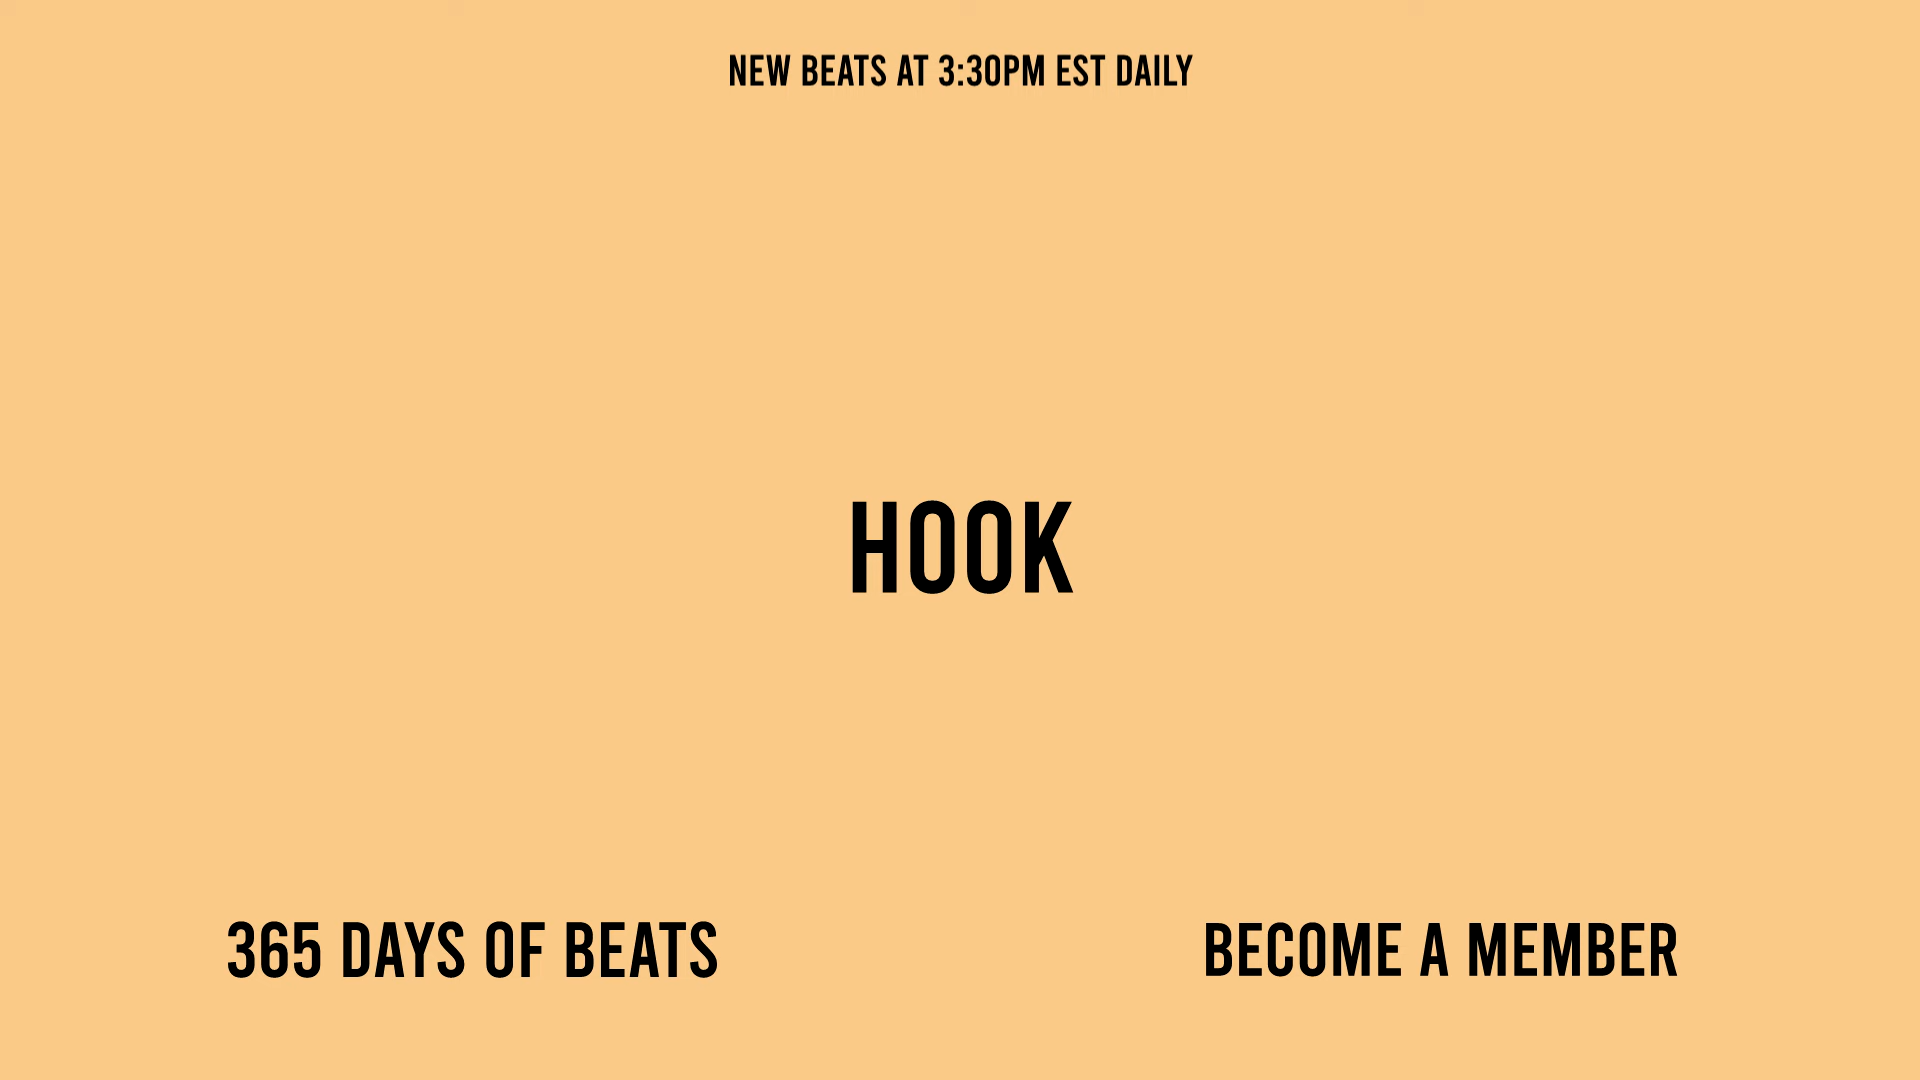 NEW BEATS AT 3:30PM EST DAILY
HOOK
365 DAYS OF BEATS
BECOME A MEMBER